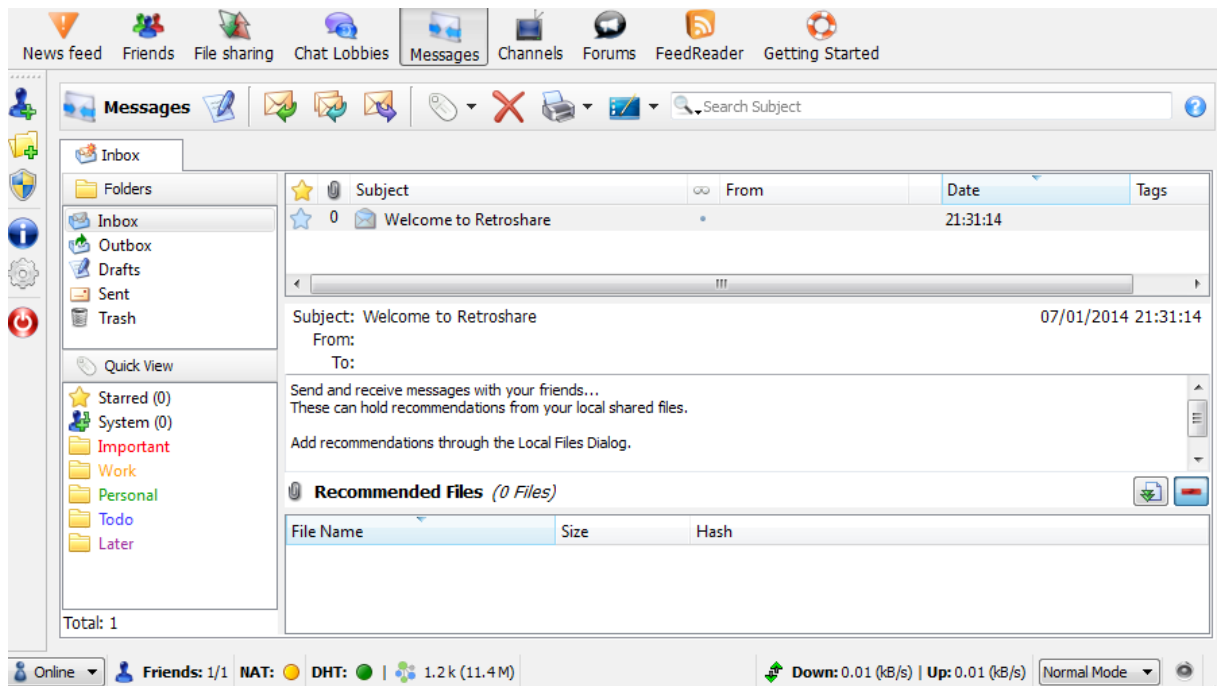 News feed Friends File sharing Chat Lobbies Messages Channels Forums FeedReader Getting Started
Messages Search Subject
Inbox
Folders
Inbox
Outbox
Drafts
Sent
Trash
Quick View
Starred (0)
System (0)
Important
Work
Personal
Todo
Later
Total: 1
Subject From Date Tags
0 Welcome to Retroshare 21:31:14
Subject: Welcome to Retroshare 07/01/2014 21:31:14
From:
To:
Send and receive messages with your friends...
These can hold recommendations from your local shared files.
Add recommendations through the Local Files Dialog.
Recommended Files (0 Files)
File Name Size Hash
Online Friends: 1/1 NAT: DHT: | 1.2 k (11.4 M) Down: 0.01 (kB/s) | Up: 0.01 (kB/s) Normal Mode